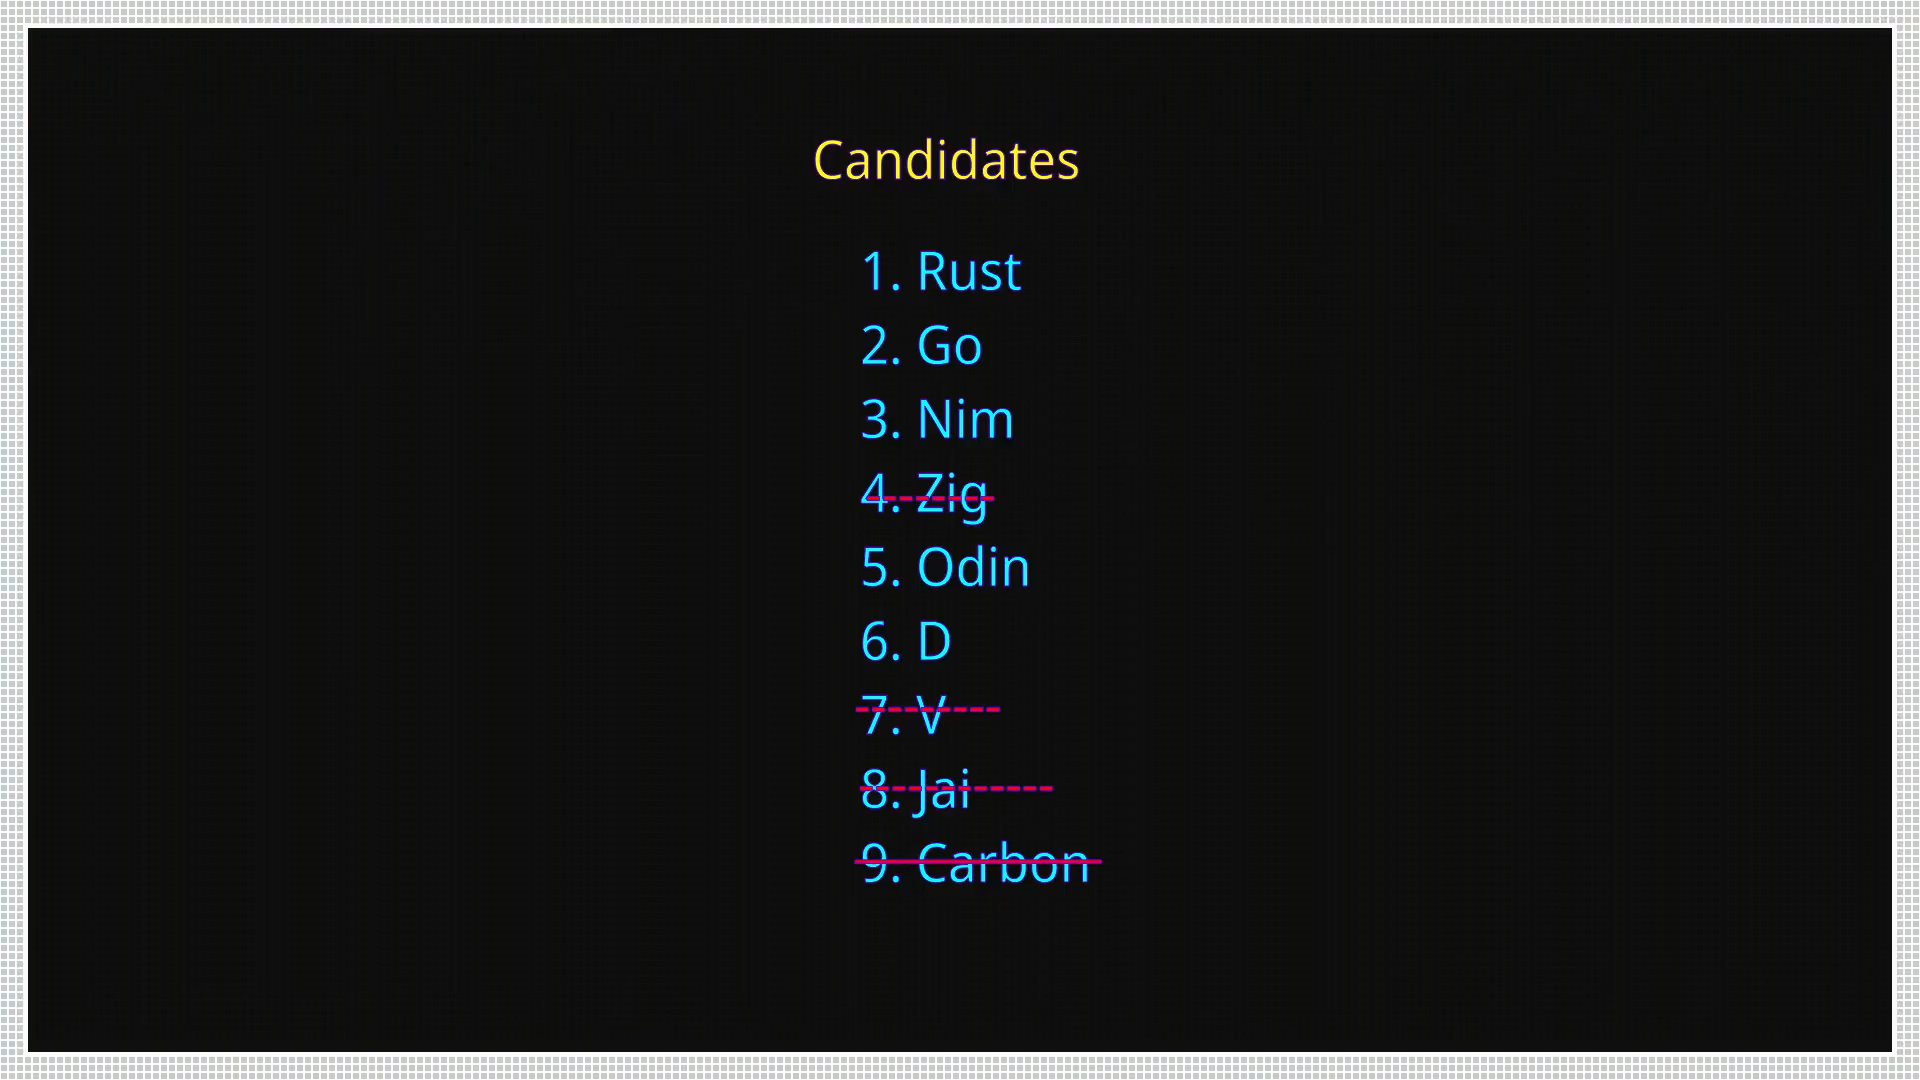 Candidates
1. Rust
2. Go
3. Nim
4. Zig
5. Odin
6. D
7. V
8. Jai
9. Carbon